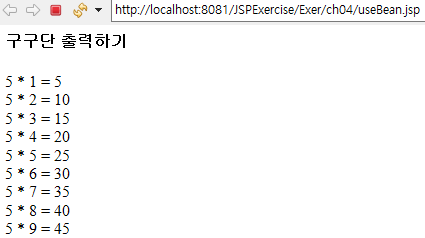 http://localhost:8081/JSPExercise/Exer/ch04/useBean.jsp
구구단 출력하기
5 * 1 = 5
5 * 2 = 10
5 * 3 = 15
5 * 4 = 20
5 * 5 = 25
5 * 6 = 30
5 * 7 = 35
5 * 8 = 40
5 * 9 = 45